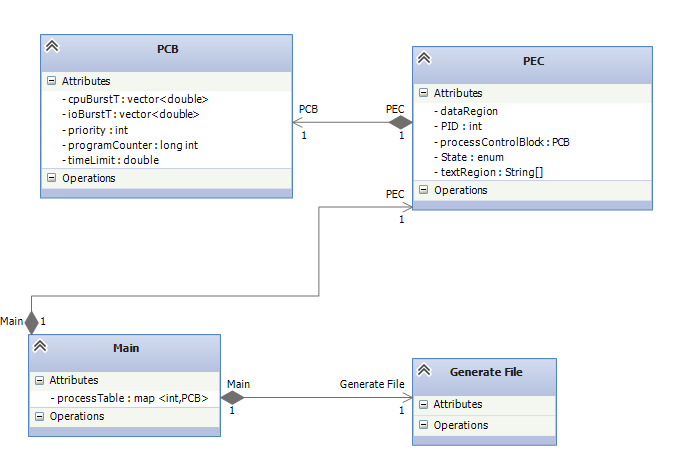 PCB
Attributes
- cpuBurstT : vector<double>
- ioBurstT : vector<double>
- priority : int
- programCounter : long int
- timeLimit : double
Operations
PCB
1
PEC
1
PEC
Attributes
- dataRegion
- PID : int
- processControlBlock : PCB
- State : enum
- textRegion : String[]
Operations
PEC
1
Main
1
Main
Attributes
- processTable : map <int,PCB>
Operations
Main
1
Generate File
1
Generate File
Attributes
Operations